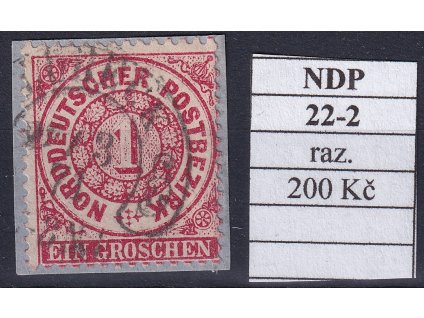 NORDDEUTSCHER POSTBEZIRK
1
EIN GROSCHEN
NDP
22-2
raz.
200 Kč